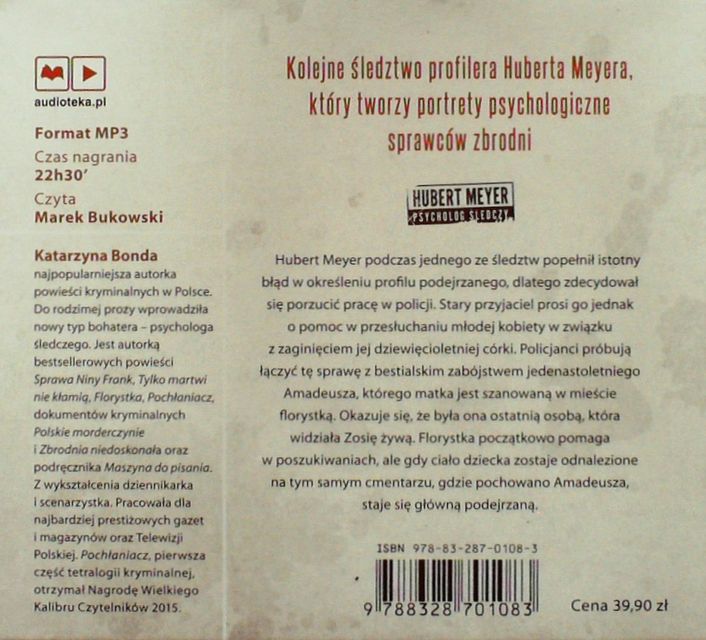 audioteka.pl
Format MP3
Czas nagrania
22h30'
Czyta
Marek Bukowski
Katarzyna Bonda
najpopularniejsza autorka
powieści kryminalnych w Polsce.
Do rodzimej prozy wprowadziła
nowy typ bohatera – psychologa
śledczego. Jest autorką
bestsellerowych powieści
Sprawa Niny Frank, Tylko martwi
nie kłamią, Florystka, Pochłaniacz,
dokumentów kryminalnych
Polskie morderczynie
i Zbrodnia niedoskonała oraz
podręcznika Maszyna do pisania.
Z wykształcenia dziennikarka
i scenarzystka. Pracowała dla
najbardziej prestiżowych gazet
i magazynów oraz Telewizji
Polskiej. Pochłaniacz, pierwsza
część tetralogii kryminalnej,
otrzymał Nagrodę Wielkiego
Kalibru Czytelników 2015.
Kolejne śledztwo profilera Huberta Meyera,
który tworzy portrety psychologiczne
sprawców zbrodni
HUBERT MEYER
PSYCHOLOG ŚLEDCZY
Hubert Meyer podczas jednego ze śledztw popełnił istotny
błąd w określeniu profilu podejrzanego, dlatego zdecydował
się porzucić pracę w policji. Stary przyjaciel prosi go jednak
o pomoc w przesłuchaniu młodej kobiety w związku
z zaginięciem jej dziewięcioletniej córki. Policjanci próbują
łączyć tę sprawę z bestialskim zabójstwem jedenastoletniego
Amadeusza, którego matka jest szanowaną w mieście
florystką. Okazuje się, że była ona ostatnią osobą, która
widziała Zosię żywą. Florystka początkowo pomaga
w poszukiwaniach, ale gdy ciało dziecka zostaje odnalezione
na tym samym cmentarzu, gdzie pochowano Amadeusza,
staje się główną podejrzaną.
ISBN 978-83-287-0108-3
9 788328 701083
Cena 39,90 zł